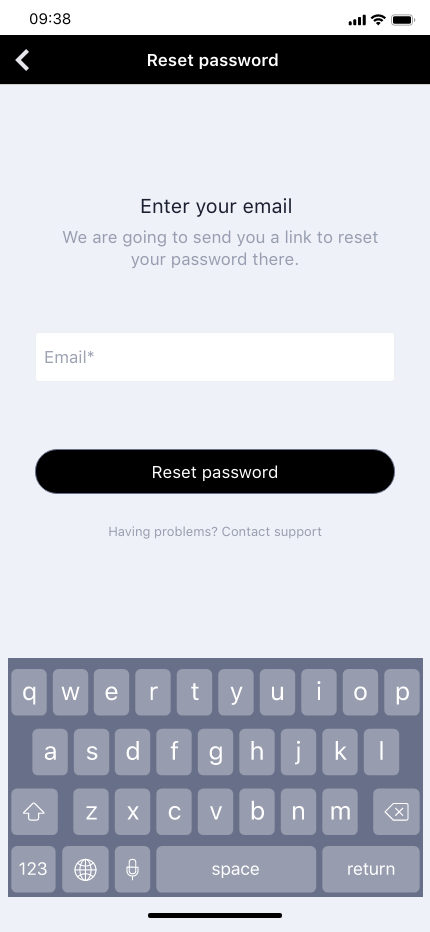 09:38
Reset password
Enter your email
We are going to send you a link to reset
your password there.
Email*
Reset password
Having problems? Contact support
q w e r t y u i o p
a s d f g h j k l
z x c v b n m
123 space return